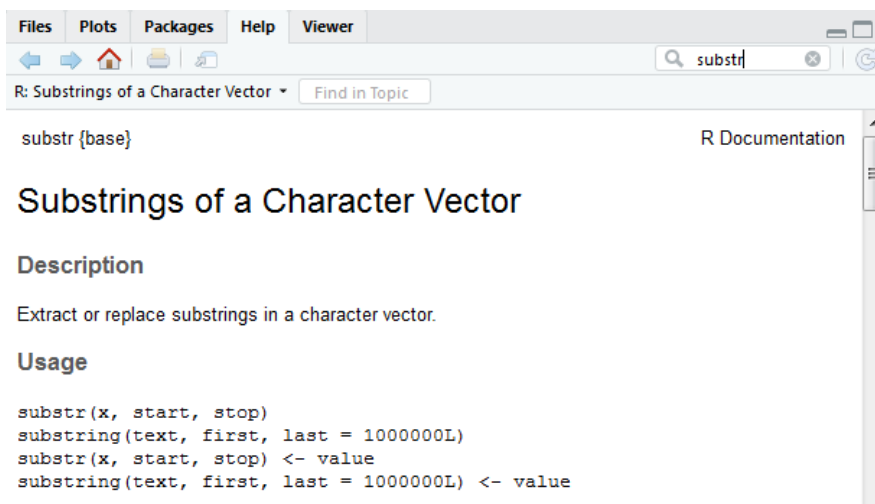 Files Plots Packages Help Viewer
substr
R: Substrings of a Character Vector Find in Topic
substr {base} R Documentation
Substrings of a Character Vector
Description
Extract or replace substrings in a character vector.
Usage
substr(x, start, stop)
substring(text, first, last = 1000000L)
substr(x, start, stop) <- value
substring(text, first, last = 1000000L) <- value